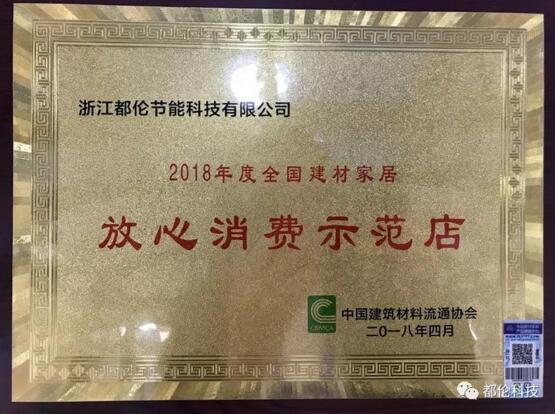 浙江都伦节能科技有限公司
2018年度全国建材家居
放心消费示范店
CBMCA
中国建筑材料流通协会
二〇一八年四月
都伦科技